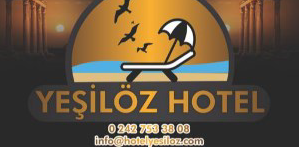 YEŞİLÖZ HOTEL
0 242 753 38 08
info@hotelyesiloz.com